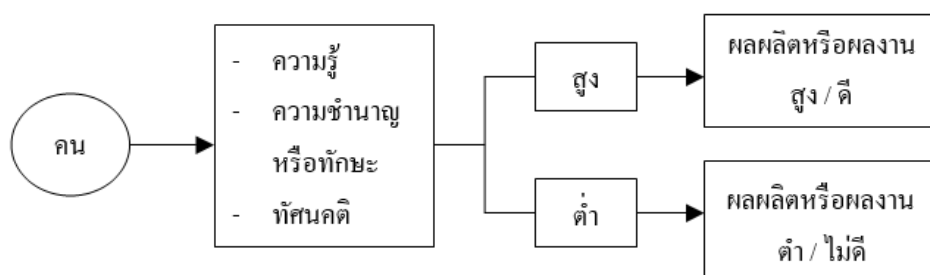 คน
- ความรู้
- ความชำนาญ
หรือทักษะ
- ทัศนคติ
สูง
ผลผลิตหรือผลงาน
สูง / ดี
ต่ำ
ผลผลิตหรือผลงาน
ตำ / ไม่ดี